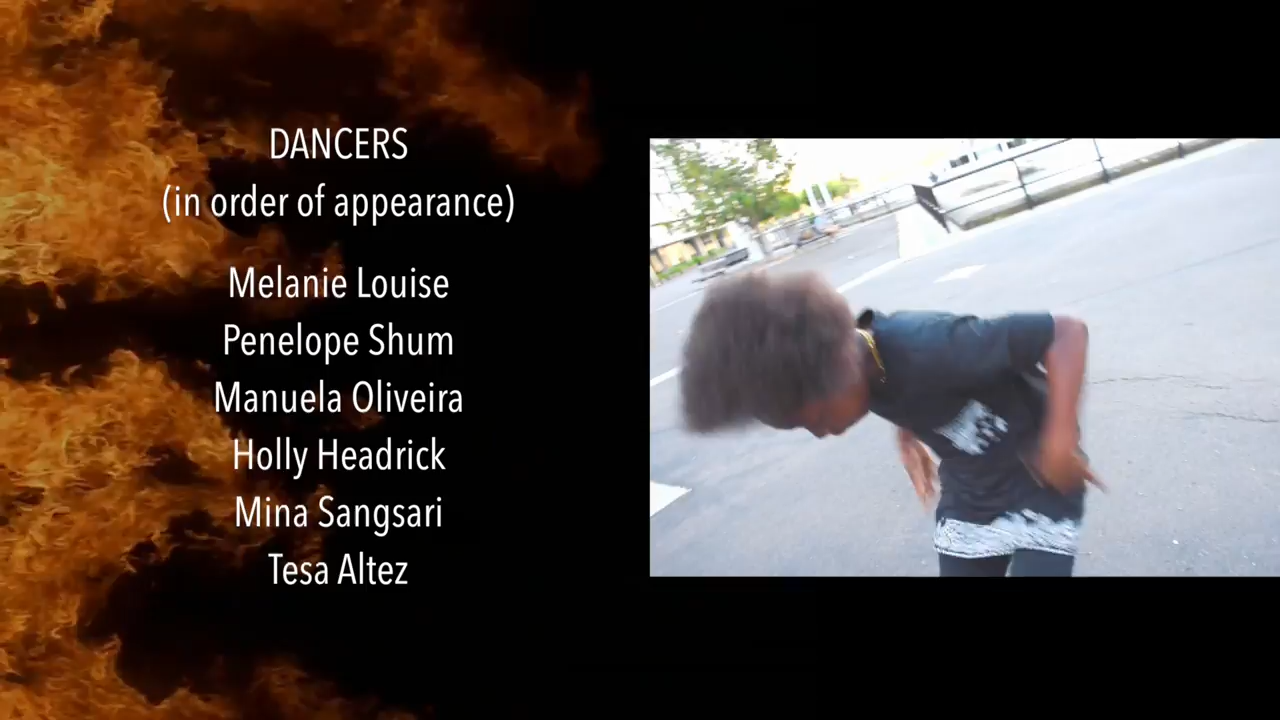 DANCERS
(in order of appearance)
Melanie Louise
Penelope Shum
Manuela Oliveira
Holly Headrick
Mina Sangsari
Tesa Altez